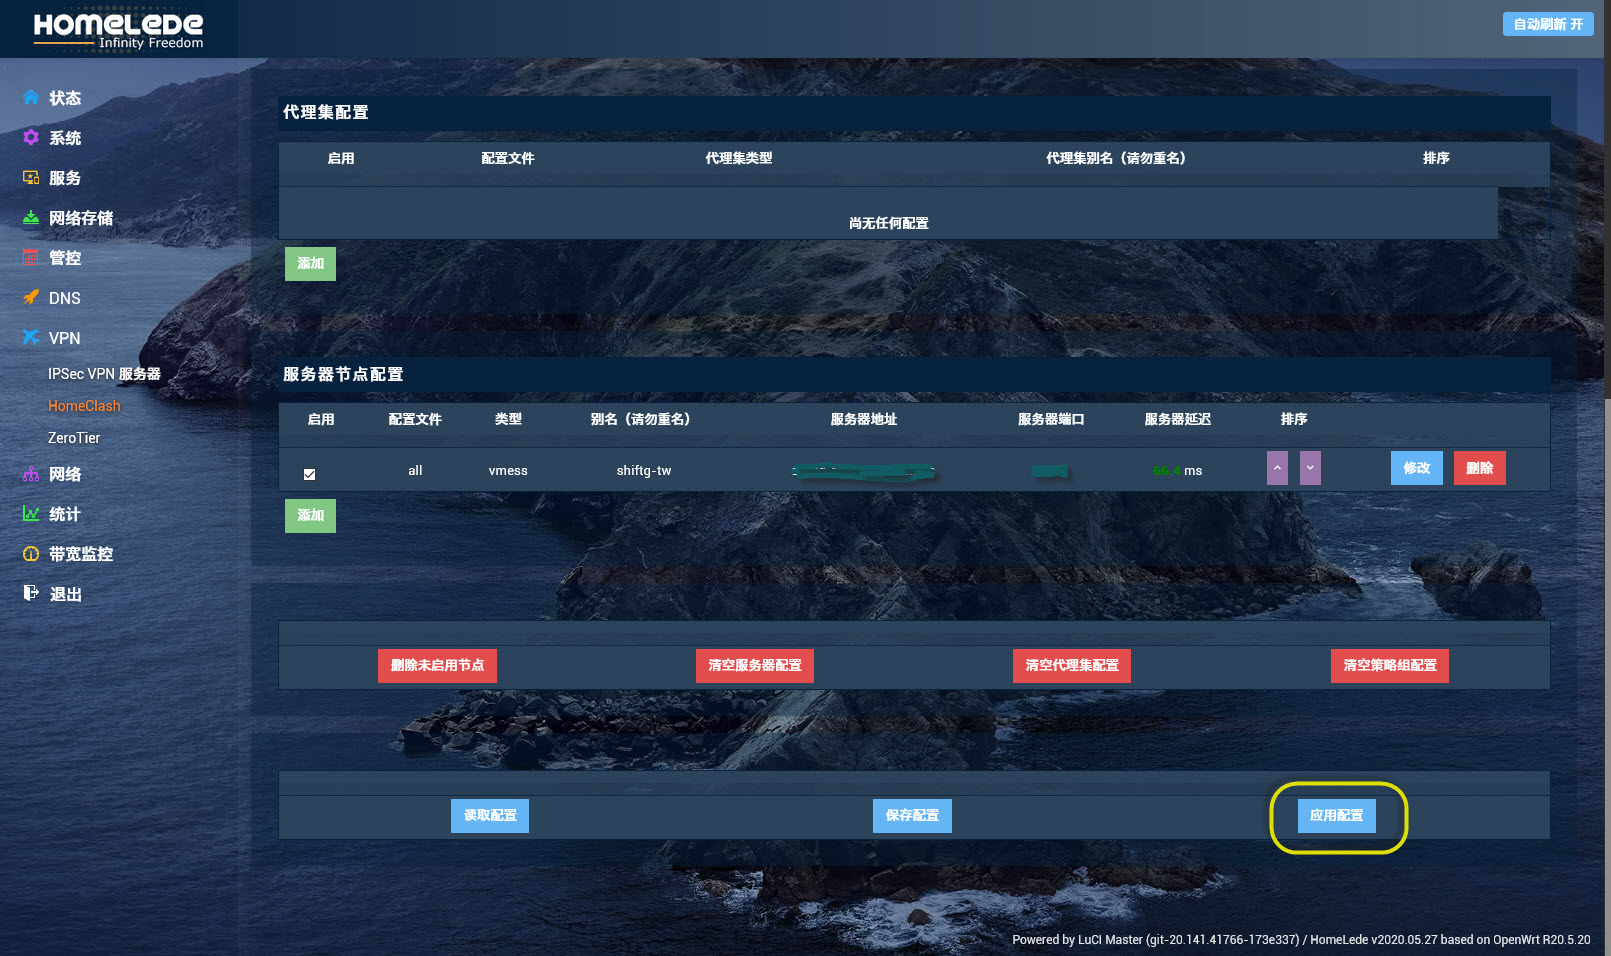 HOMELEDE
Infinity Freedom
自动刷新 开
状态
系统
服务
网络存储
管控
DNS
VPN
IPSec VPN 服务器
HomeClash
ZeroTier
网络
统计
带宽监控
退出
代理集配置
启用 配置文件 代理集类型 代理集别名（请勿重名） 排序
尚无任何配置
添加
服务器节点配置
启用 配置文件 类型 别名（请勿重名） 服务器地址 服务器端口 服务器延迟 排序
all vmess shiftg-tw ms 修改 删除
添加
删除未启用节点 清空服务器配置 清空代理集配置 清空策略组配置
读取配置 保存配置 应用配置
Powered by LuCI Master (git-20.141.41766-173e337) / HomeLede v2020.05.27 based on OpenWrt R20.5.20